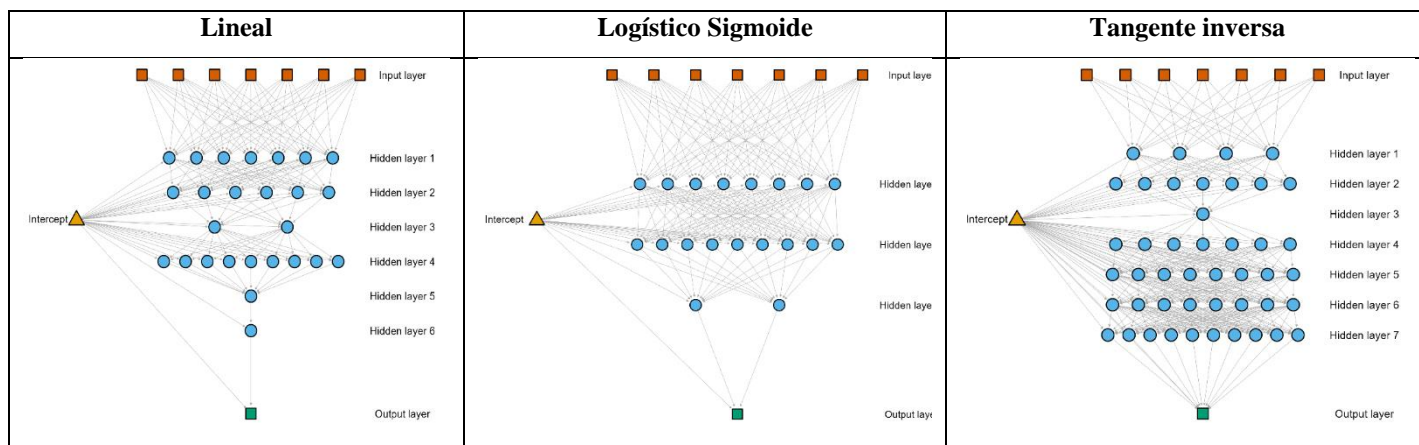 Lineal
Logístico Sigmoide
Tangente inversa
Input layer
Hidden layer 1
Hidden layer 2
Intercept
Hidden layer 3
Hidden layer 4
Hidden layer 5
Hidden layer 6
Output layer
Input laye
Hidden laye
Intercept
Hidden laye
Hidden laye
Output laye
Input layer
Hidden layer 1
Hidden layer 2
Intercept
Hidden layer 3
Hidden layer 4
Hidden layer 5
Hidden layer 6
Hidden layer 7
Output layer